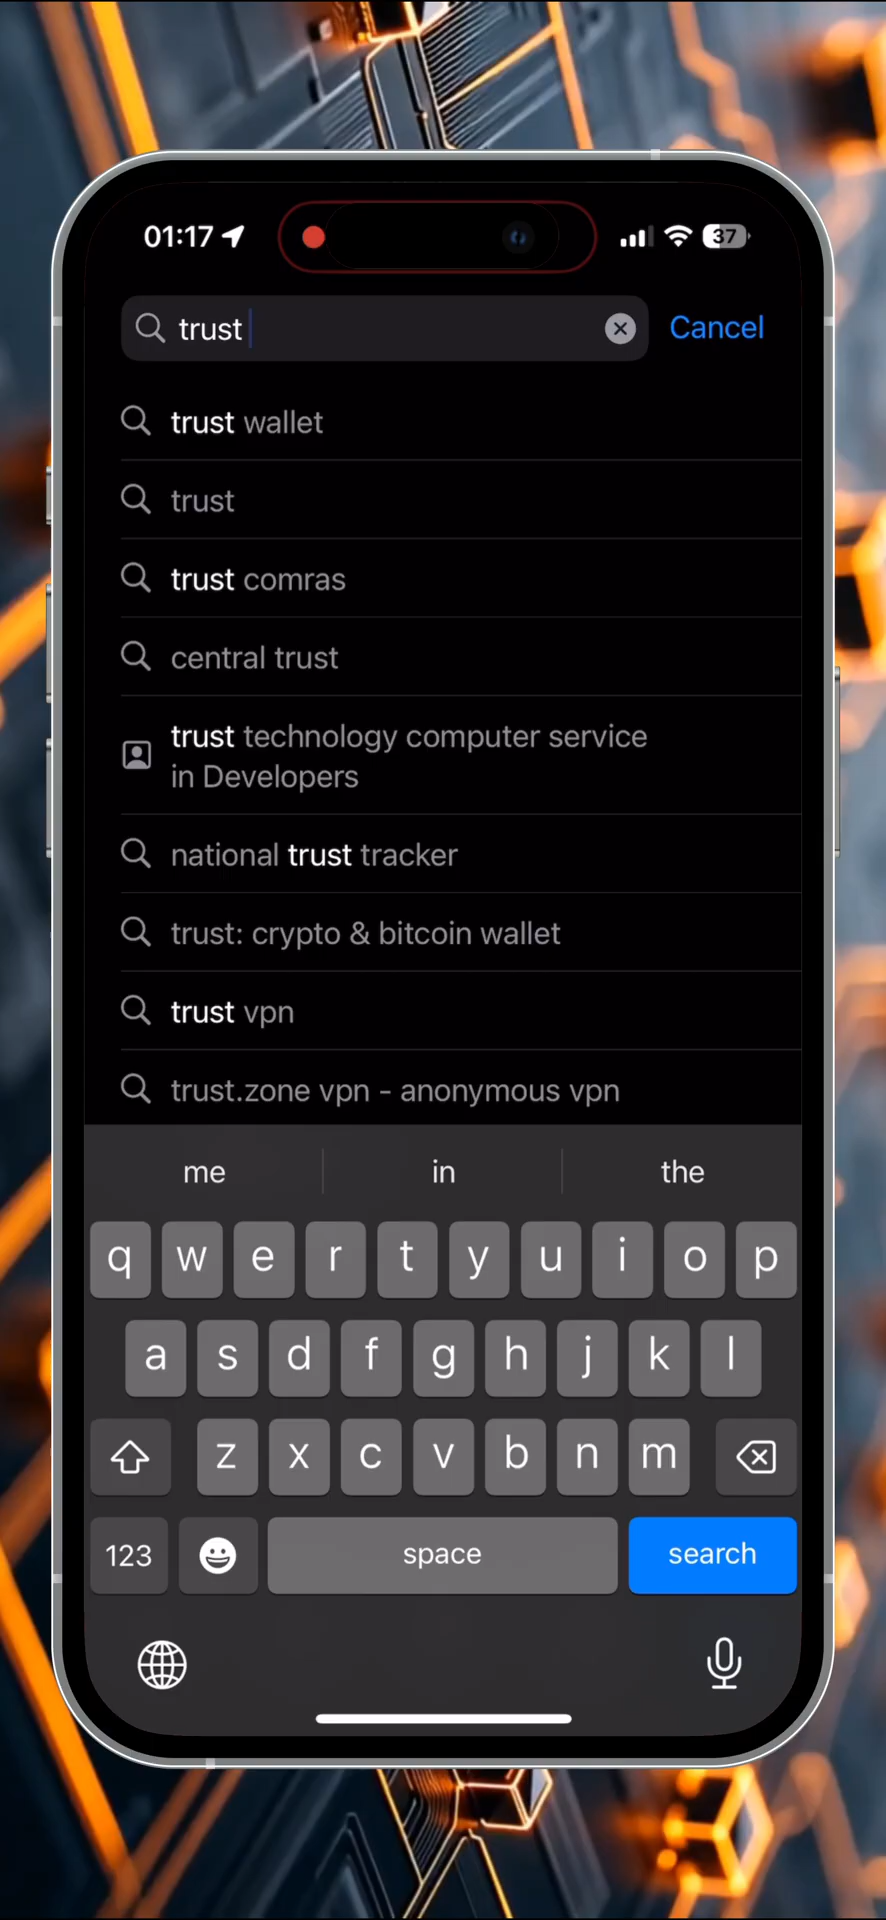 01:17
37
trust
Cancel
trust wallet
trust
trust comras
central trust
trust technology computer service
in Developers
national trust tracker
trust: crypto & bitcoin wallet
trust vpn
trust.zone vpn - anonymous vpn
me in the
q w e r t y u i o p
a s d f g h j k l
z x c v b n m
123 space search